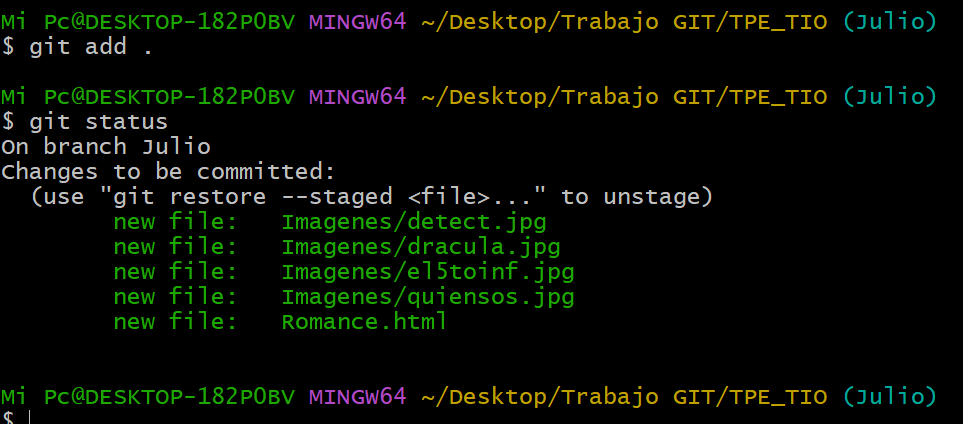 Mi Pc@DESKTOP-182P0BV MINGW64 ~/Desktop/Trabajo GIT/TPE_TIO (Julio)
$ git add .
Mi Pc@DESKTOP-182P0BV MINGW64 ~/Desktop/Trabajo GIT/TPE_TIO (Julio)
$ git status
On branch Julio
Changes to be committed:
  (use "git restore --staged <file>..." to unstage)
        new file:   Imagenes/detect.jpg
        new file:   Imagenes/dracula.jpg
        new file:   Imagenes/el5toinf.jpg
        new file:   Imagenes/quiensos.jpg
        new file:   Romance.html
Mi Pc@DESKTOP-182P0BV MINGW64 ~/Desktop/Trabajo GIT/TPE_TIO (Julio)
$